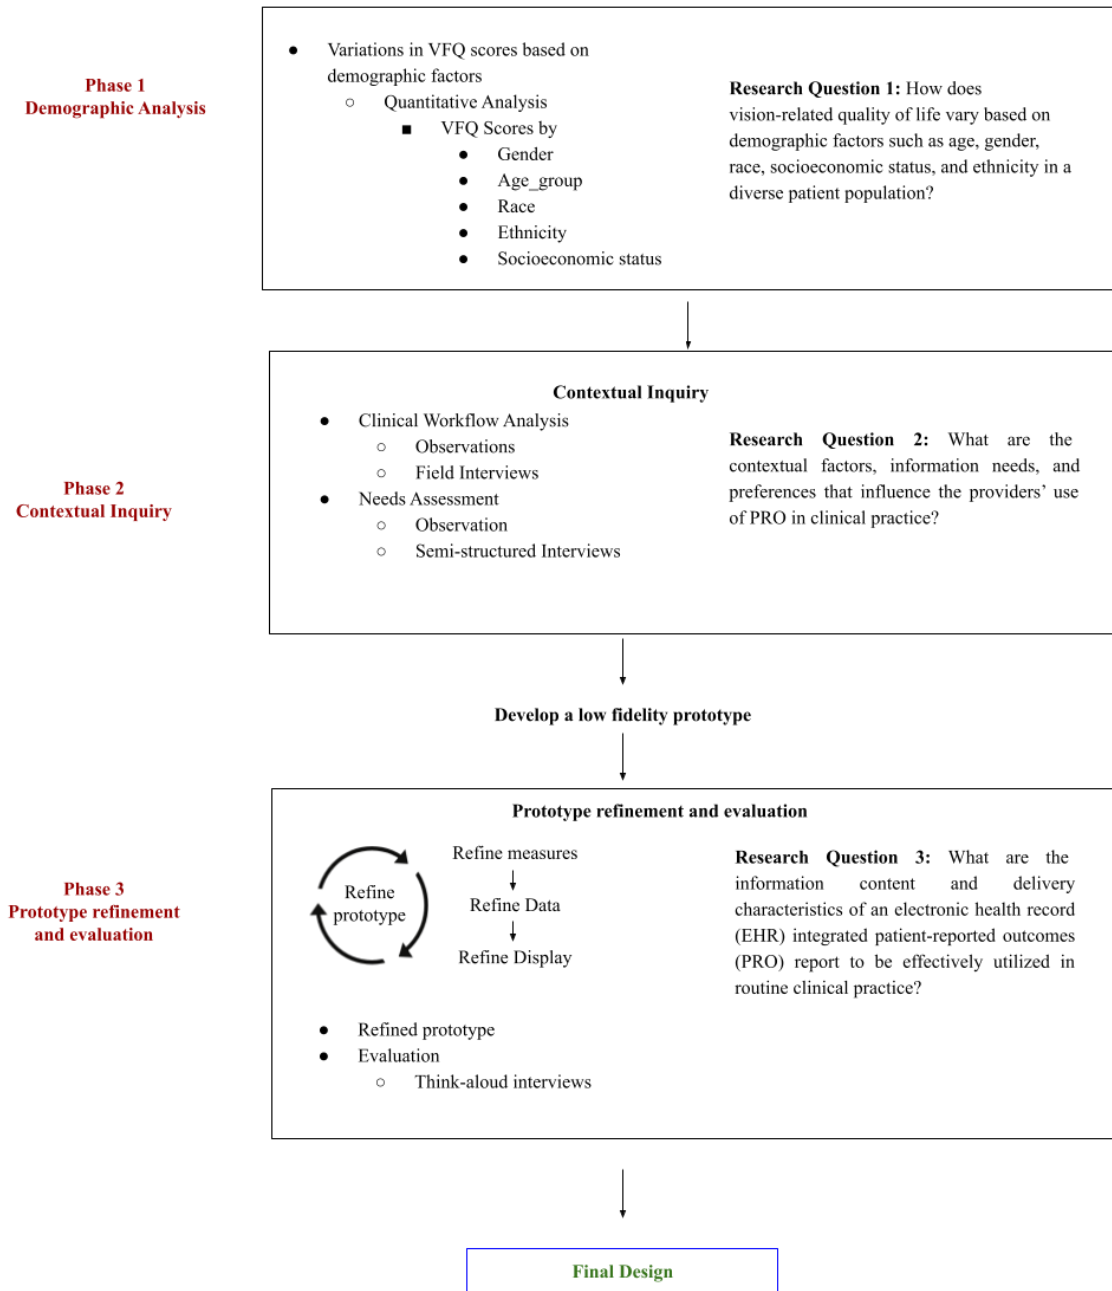 Phase 1
Demographic Analysis
● Variations in VFQ scores based on
demographic factors
○ Quantitative Analysis
■ VFQ Scores by
● Gender
● Age_group
● Race
● Ethnicity
● Socioeconomic status
Research Question 1: How does
vision-related quality of life vary based on
demographic factors such as age, gender,
race, socioeconomic status, and ethnicity in a
diverse patient population?
Phase 2
Contextual Inquiry
Contextual Inquiry
● Clinical Workflow Analysis
○ Observations
○ Field Interviews
● Needs Assessment
○ Observation
○ Semi-structured Interviews
Research Question 2: What are the
contextual factors, information needs, and
preferences that influence the providers’ use
of PRO in clinical practice?
Develop a low fidelity prototype
Phase 3
Prototype refinement
and evaluation
Prototype refinement and evaluation
Refine
prototype
Refine measures
Refine Data
Refine Display
● Refined prototype
● Evaluation
○ Think-aloud interviews
Research Question 3: What are the
information content and delivery
characteristics of an electronic health record
(EHR) integrated patient-reported outcomes
(PRO) report to be effectively utilized in
routine clinical practice?
Final Design